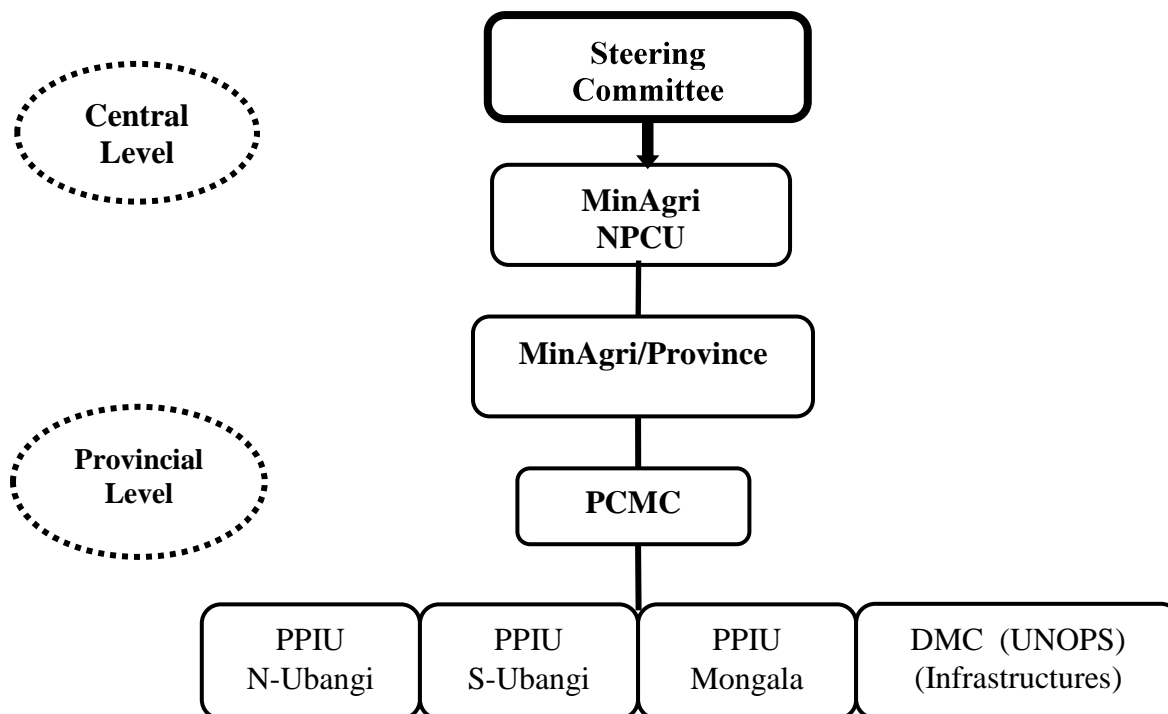 Steering
Committee
Central
Level
MinAgri
NPCU
MinAgri/Province
Provincial
Level
PCMC
PPIU
N-Ubangi
PPIU
S-Ubangi
PPIU
Mongala
DMC (UNOPS)
(Infrastructures)